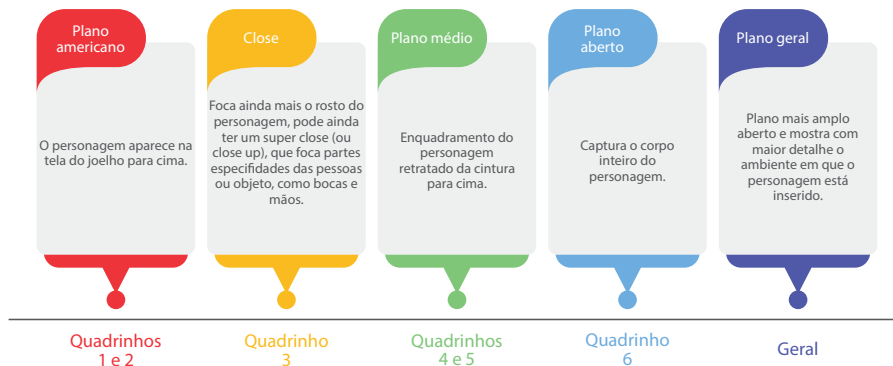 Plano
americano
O personagem aparece na
tela do joelho para cima.
Quadrinhos
1 e 2
Close
Foca ainda mais o rosto do
personagem, pode ainda
ter um super close (ou
close up), que foca partes
especifidades das pessoas
ou objeto, como bocas e
mãos.
Quadrinho
3
Plano médio
Enquadramento do
personagem
retratado da cintura
para cima.
Quadrinhos
4 e 5
Plano
aberto
Captura o corpo
inteiro do
personagem.
Quadrinho
6
Plano geral
Plano mais amplo
aberto e mostra com
maior detalhe o
ambiente em que o
personagem está
inserido.
Geral